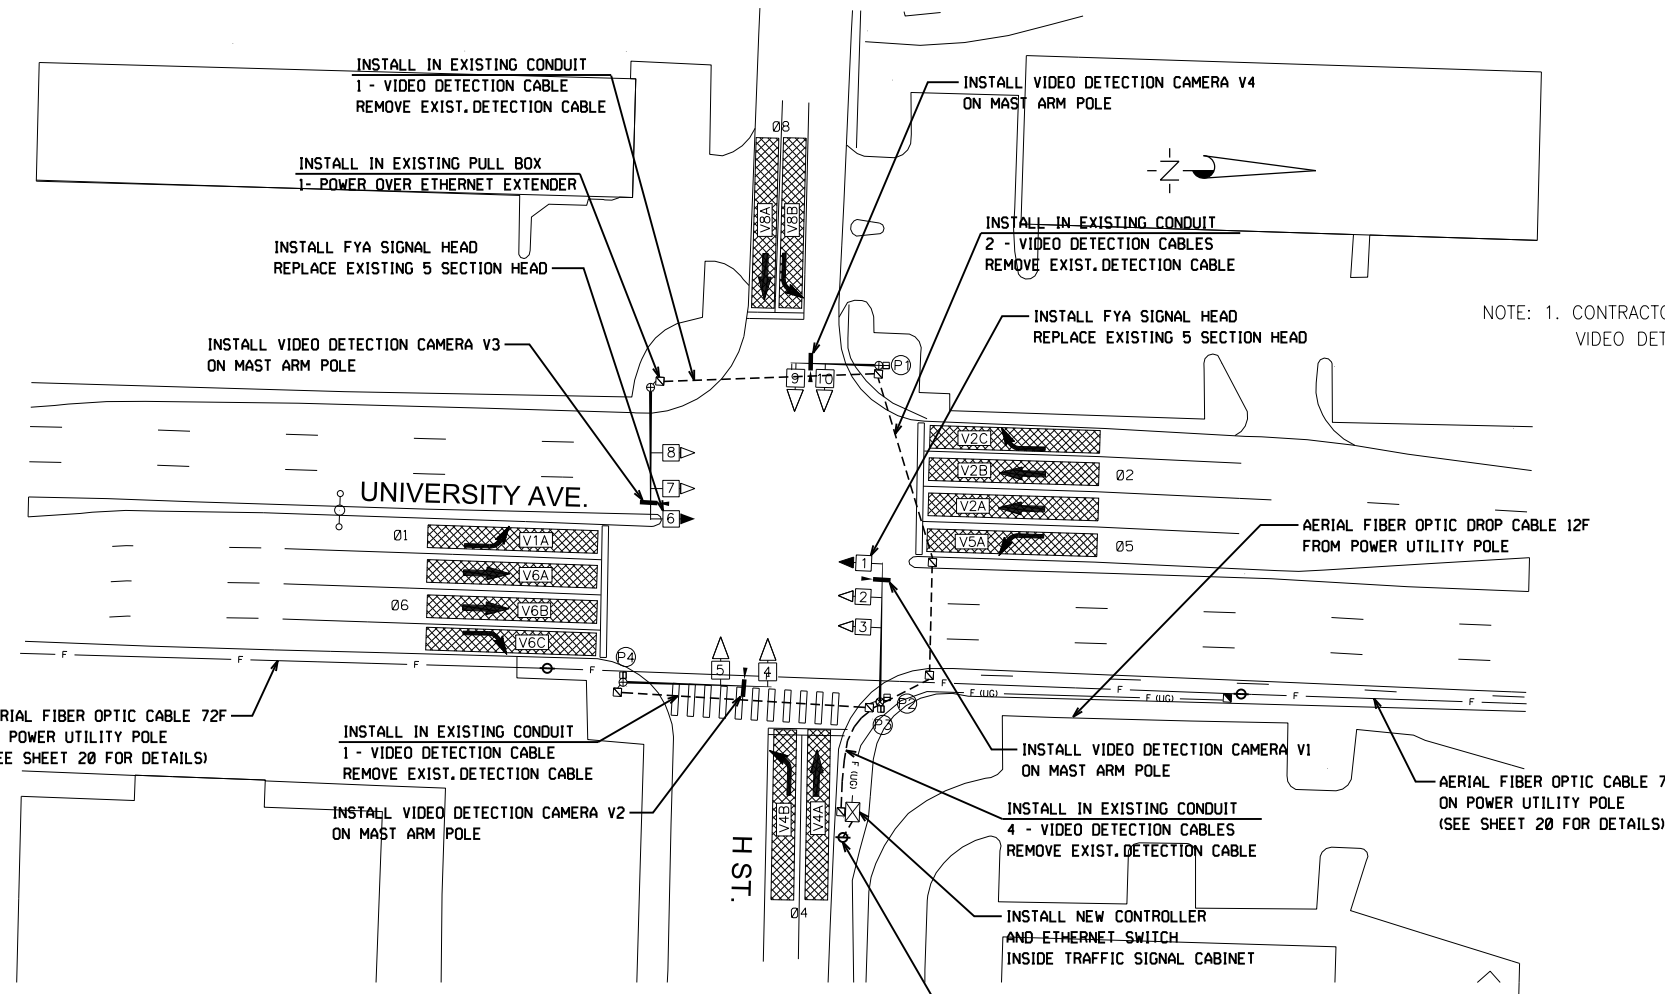 INSTALL IN EXISTING CONDUIT
1 - VIDEO DETECTION CABLE
REMOVE EXIST. DETECTION CABLE
INSTALL VIDEO DETECTION CAMERA V4
ON MAST ARM POLE
Ø8
INSTALL IN EXISTING PULL BOX
1- POWER OVER ETHERNET EXTENDER
Z
V8A
V8B
INSTALL IN EXISTING CONDUIT
2 - VIDEO DETECTION CABLES
REMOVE EXIST. DETECTION CABLE
INSTALL FYA SIGNAL HEAD
REPLACE EXISTING 5 SECTION HEAD
INSTALL FYA SIGNAL HEAD
REPLACE EXISTING 5 SECTION HEAD
NOTE: 1. CONTRACTO
VIDEO DET
INSTALL VIDEO DETECTION CAMERA V3
ON MAST ARM POLE
P1
9
10
V2C
8
V2B
Ø2
7
UNIVERSITY AVE.
V2A
6
AERIAL FIBER OPTIC DROP CABLE 12F
FROM POWER UTILITY POLE
Ø1
V1A
V5A
Ø5
V6A
1
2
Ø6
V6B
3
V6C
P4
F
F
F
F
5
4
F
F (UG)
F
F (UG)
F
F
P2
P3
RIAL FIBER OPTIC CABLE 72F
POWER UTILITY POLE
EE SHEET 20 FOR DETAILS)
INSTALL IN EXISTING CONDUIT
1 - VIDEO DETECTION CABLE
REMOVE EXIST. DETECTION CABLE
INSTALL VIDEO DETECTION CAMERA V1
ON MAST ARM POLE
F (UG)
AERIAL FIBER OPTIC CABLE 7
ON POWER UTILITY POLE
(SEE SHEET 20 FOR DETAILS)
INSTALL VIDEO DETECTION CAMERA V2
ON MAST ARM POLE
V4B
V4A
INSTALL IN EXISTING CONDUIT
4 - VIDEO DETECTION CABLES
REMOVE EXIST. DETECTION CABLE
H ST.
Ø4
INSTALL NEW CONTROLLER
AND ETHERNET SWITCH
INSIDE TRAFFIC SIGNAL CABINET